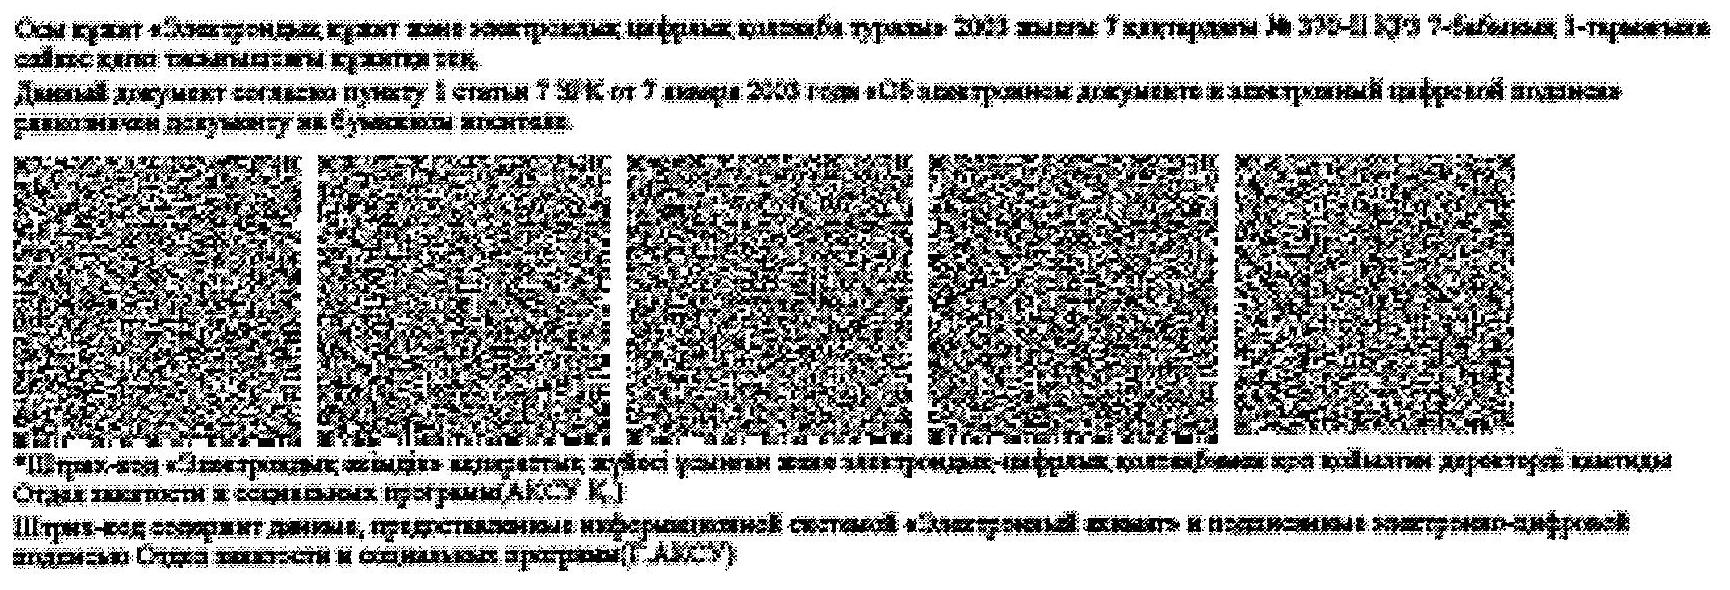 Осы құжат «Электрондық құжат және электрондық цифрлық қолтаңба туралы» 2003 жылғы 7 қаңтардағы № 370-II ҚРЗ 7-бабының 1-тармағына
сәйкес қағаз тасығыштағы құжатқа тең.
Данный документ согласно пункту 1 статьи 7 ЗРК от 7 января 2003 года «Об электронном документе и электронной цифровой подписи»
равнозначен документу на бумажном носителе.
*Штрих-код «Электрондық әкімдік» ақпараттық жүйесі ұсынған және электрондық-цифрлық қолтаңбамен қол қойылған деректерді қамтиды
Отдел занятости и социальных программ(АКСУ Қ.)
Штрих-код содержит данные, предоставленные информационной системой «Электронный акимат» и подписанные электронно-цифровой
подписью Отдел занятости и социальных программ(Г.АКСУ)